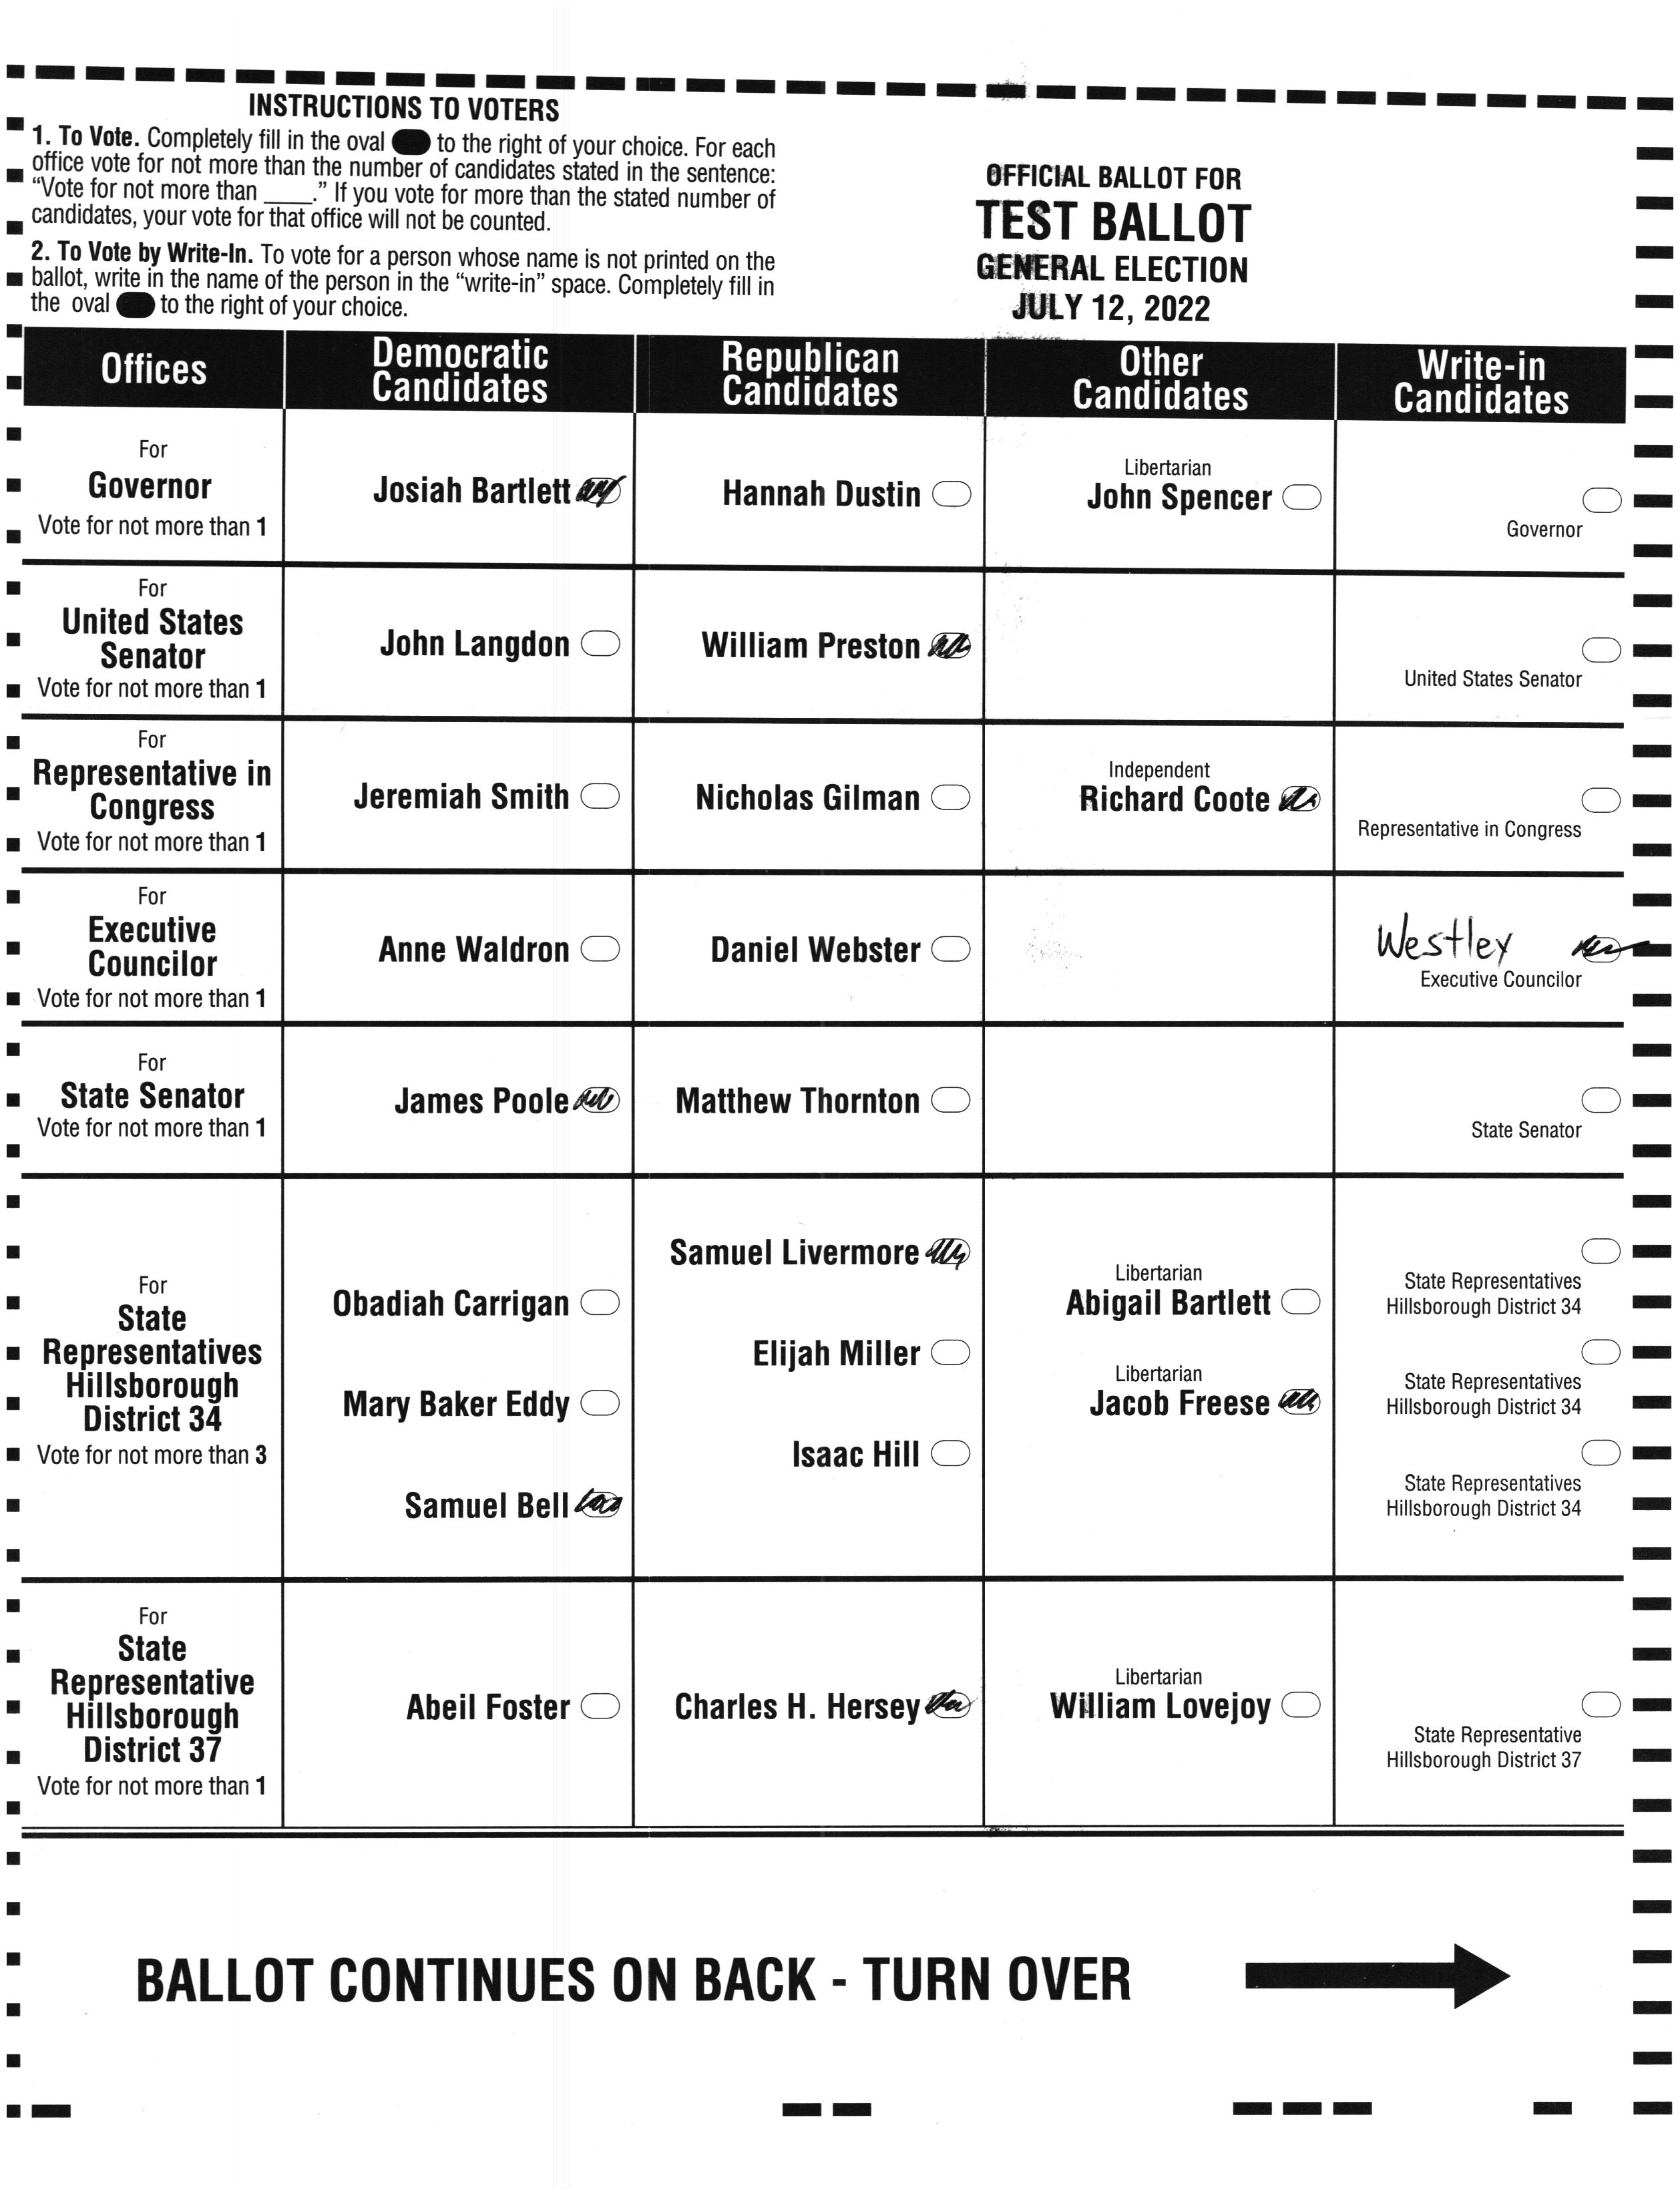 INSTRUCTIONS TO VOTERS
1. To Vote. Completely fill in the oval to the right of your choice. For each
office vote for not more than the number of candidates stated in the sentence:
“Vote for not more than ____.” If you vote for more than the stated number of
candidates, your vote for that office will not be counted.
2. To Vote by Write-In. To vote for a person whose name is not printed on the
ballot, write in the name of the person in the “write-in” space. Completely fill in
the oval to the right of your choice.
OFFICIAL BALLOT FOR
TEST BALLOT
GENERAL ELECTION
JULY 12, 2022
Offices
Democratic
Candidates
Republican
Candidates
Other
Candidates
Write-in
Candidates
For
Governor
Vote for not more than 1
Josiah Bartlett
Hannah Dustin
Libertarian
John Spencer
Governor
For
United States
Senator
Vote for not more than 1
John Langdon
William Preston
United States Senator
For
Representative in
Congress
Vote for not more than 1
Jeremiah Smith
Nicholas Gilman
Independent
Richard Coote
Representative in Congress
For
Executive
Councilor
Vote for not more than 1
Anne Waldron
Daniel Webster
Westley
Executive Councilor
For
State Senator
Vote for not more than 1
James Poole
Matthew Thornton
State Senator
For
State
Representatives
Hillsborough
District 34
Vote for not more than 3
Obadiah Carrigan
Mary Baker Eddy
Samuel Bell
Samuel Livermore
Elijah Miller
Isaac Hill
Libertarian
Abigail Bartlett
Libertarian
Jacob Freese
State Representatives
Hillsborough District 34
State Representatives
Hillsborough District 34
State Representatives
Hillsborough District 34
For
State
Representative
Hillsborough
District 37
Vote for not more than 1
Abeil Foster
Charles H. Hersey
Libertarian
William Lovejoy
State Representative
Hillsborough District 37
BALLOT CONTINUES ON BACK - TURN OVER